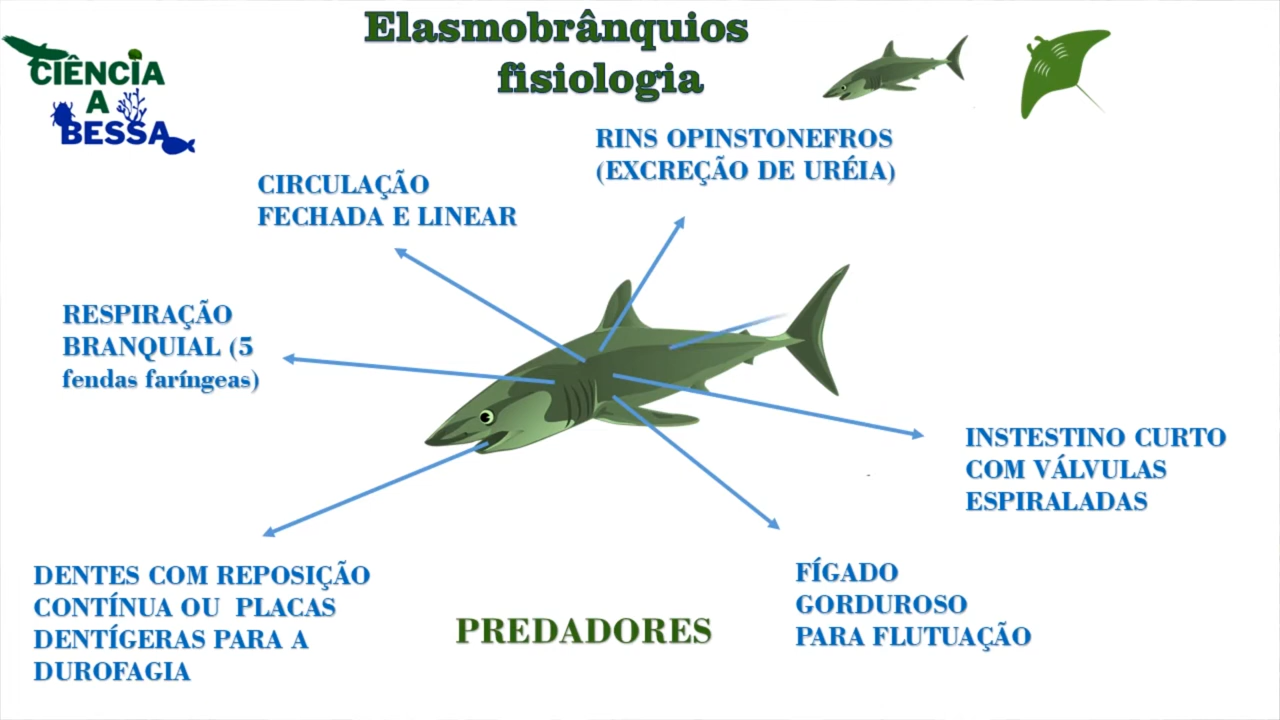 Elasmobrânquios
fisiologia
CIÊNCIA
A
BESSA
RINS OPINSTONEFROS
(EXCREÇÃO DE URÉIA)
CIRCULAÇÃO
FECHADA E LINEAR
RESPIRAÇÃO
BRANQUIAL (5
fendas faríngeas)
INSTESTINO CURTO
COM VÁLVULAS
ESPIRALADAS
DENTES COM REPOSIÇÃO
CONTÍNUA OU PLACAS
DENTÍGERAS PARA A
DUROFAGIA
FÍGADO
GORDUROSO
PARA FLUTUAÇÃO
PREDADORES